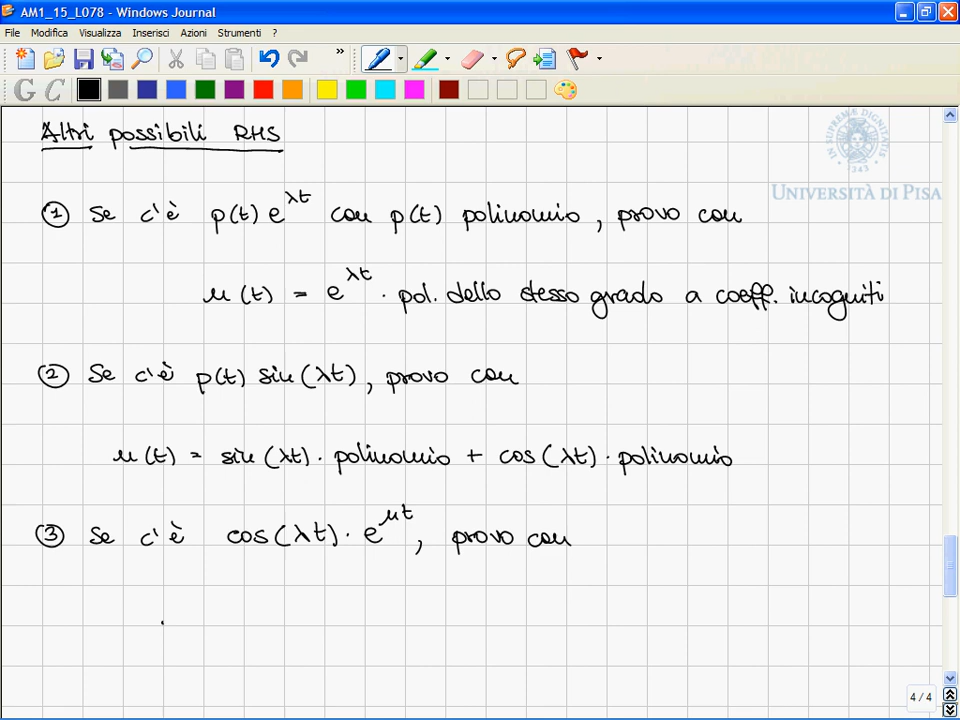 AM1_15_L078 - Windows Journal
File Modifica Visualizza Inserisci Azioni Strumenti ?
»
G C
Altri possibili RHS
UNIVERSITÀ DI PISA
① Se c'è p(t) e^λt con p(t) polinomio, provo con
u(t) = e^λt · pol. dello stesso grado a coeff. incogniti
② Se c'è p(t) sin(λt), provo con
u(t) = sin(λt) · polinomio + cos(λt) · polinomio
③ Se c'è cos(λt) · e^μt, provo con
4 / 4